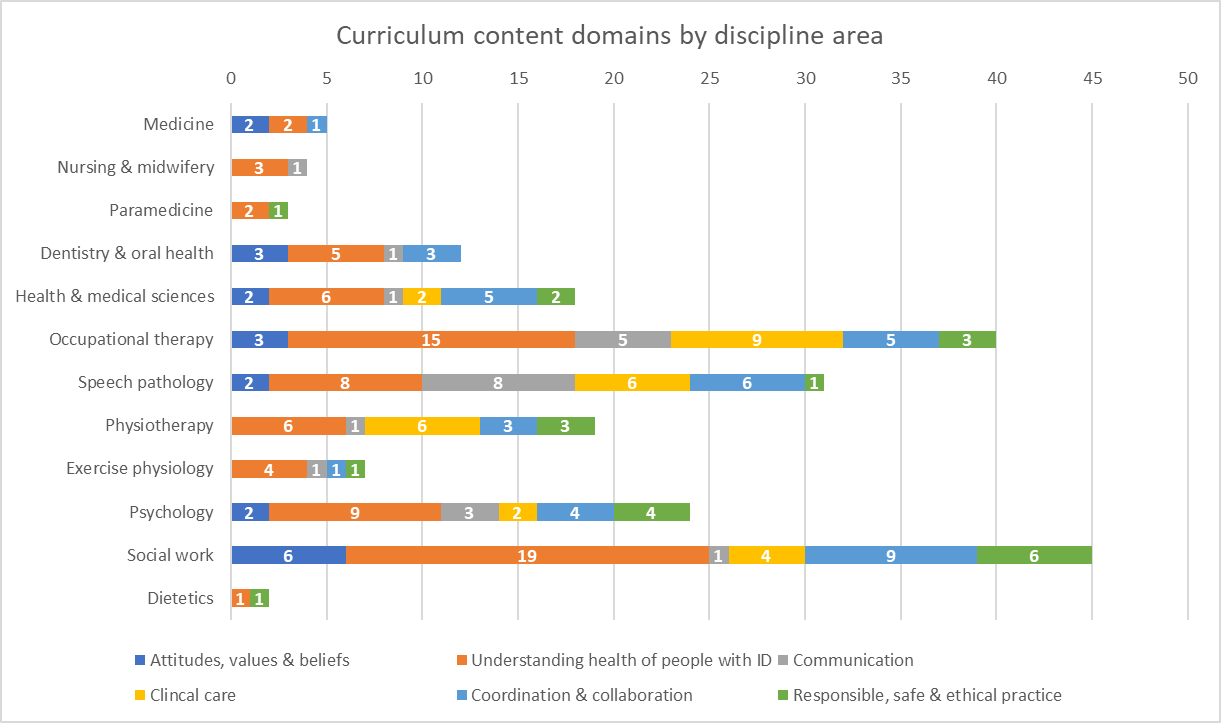 Curriculum content domains by discipline area
0 5 10 15 20 25 30 35 40 45 50
Medicine 2 2 1
Nursing & midwifery 3 1
Paramedicine 2 1
Dentistry & oral health 3 5 1 3
Health & medical sciences 2 6 1 2 5 2
Occupational therapy 3 15 5 9 5 3
Speech pathology 2 8 8 6 6 1
Physiotherapy 6 1 6 3 3
Exercise physiology 4 1 1 1
Psychology 2 9 3 2 4 4
Social work 6 19 1 4 9 6
Dietetics 1 1
Attitudes, values & beliefs Understanding health of people with ID Communication
Clincal care Coordination & collaboration Responsible, safe & ethical practice